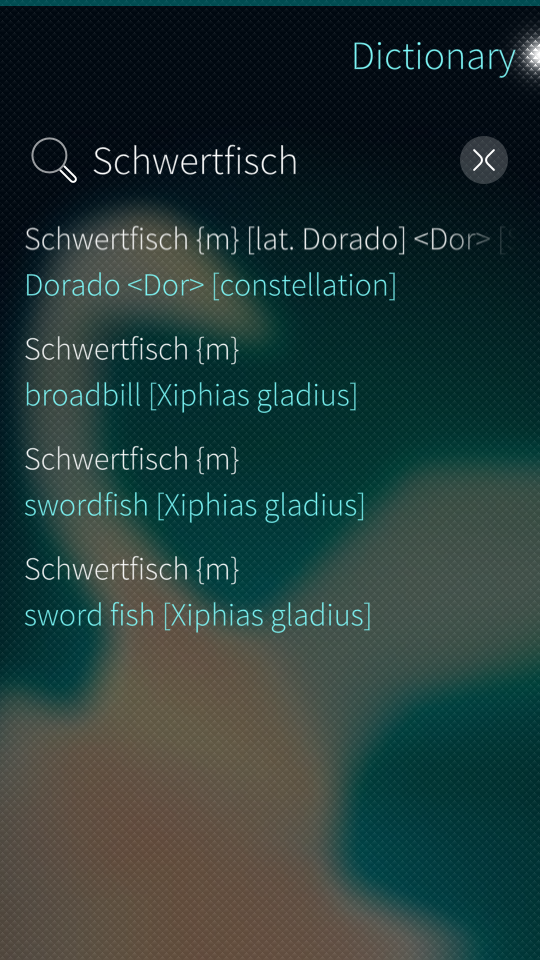 Dictionary
Schwertfisch
Schwertfisch {m} [lat. Dorado] <Dor> [
Dorado <Dor> [constellation]
Schwertfisch {m}
broadbill [Xiphias gladius]
Schwertfisch {m}
swordfish [Xiphias gladius]
Schwertfisch {m}
sword fish [Xiphias gladius]